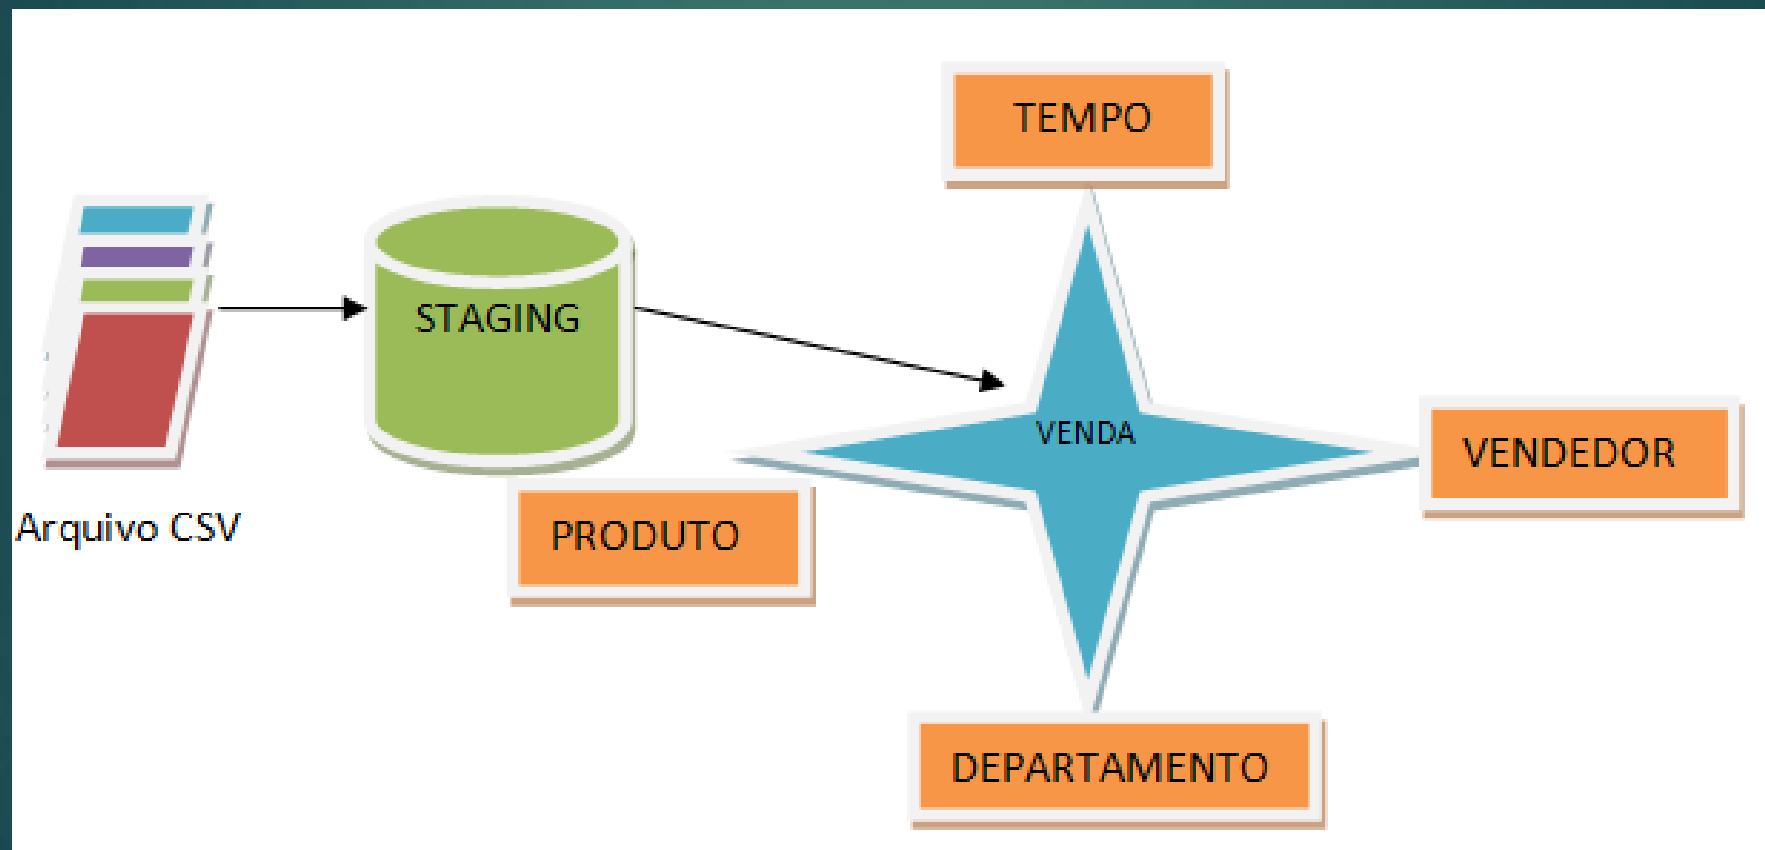 TEMPO
STAGING
VENDA
VENDEDOR
Arquivo CSV
PRODUTO
DEPARTAMENTO